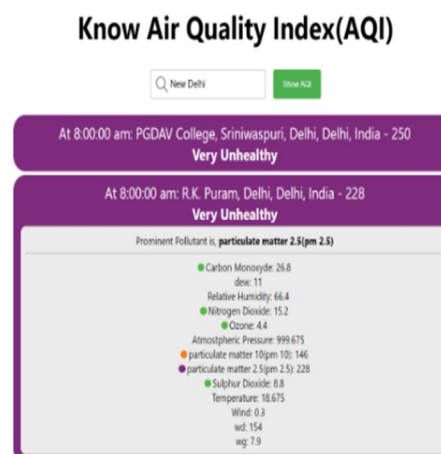 Know Air Quality Index(AQI)
New Delhi
Show AQI
At 8:00:00 am: PGDAV College, Sriniwaspuri, Delhi, Delhi, India - 250
Very Unhealthy
At 8:00:00 am: R.K. Puram, Delhi, Delhi, India - 228
Very Unhealthy
Prominent Pollutant is, particulate matter 2.5(pm 2.5)
Carbon Monoxyde: 26.8
dew: 11
Relative Humidity: 66.4
Nitrogen Dioxide: 15.2
Ozone: 4.4
Atmostpheric Pressure: 999.675
particulate matter 10(pm 10): 146
particulate matter 2.5(pm 2.5): 228
Sulphur Dioxide: 8.8
Temperature: 18.675
Wind: 0.3
wd: 154
wg: 7.9